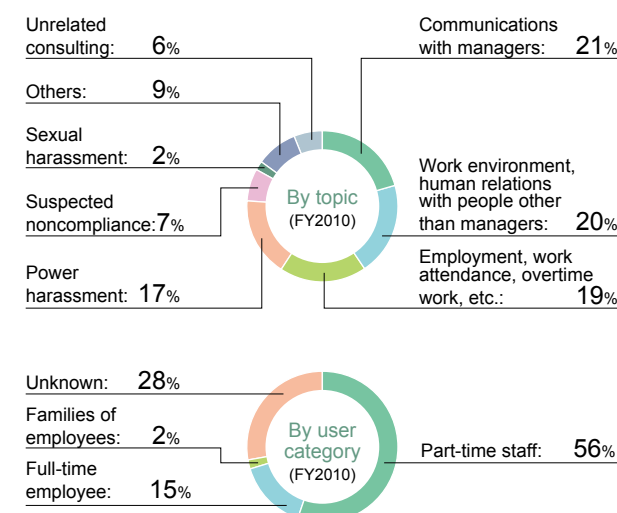 Unrelated
consulting: 6%
Others: 9%
Sexual
harassment: 2%
Suspected
noncompliance:7%
Power
harassment: 17%
By topic
(FY2010)
Communications
with managers: 21%
Work environment,
human relations
with people other
than managers: 20%
Employment, work
attendance, overtime
work, etc.: 19%
Unknown: 28%
Families of
employees: 2%
Full-time
employee: 15%
By user
category
(FY2010)
Part-time staff: 56%